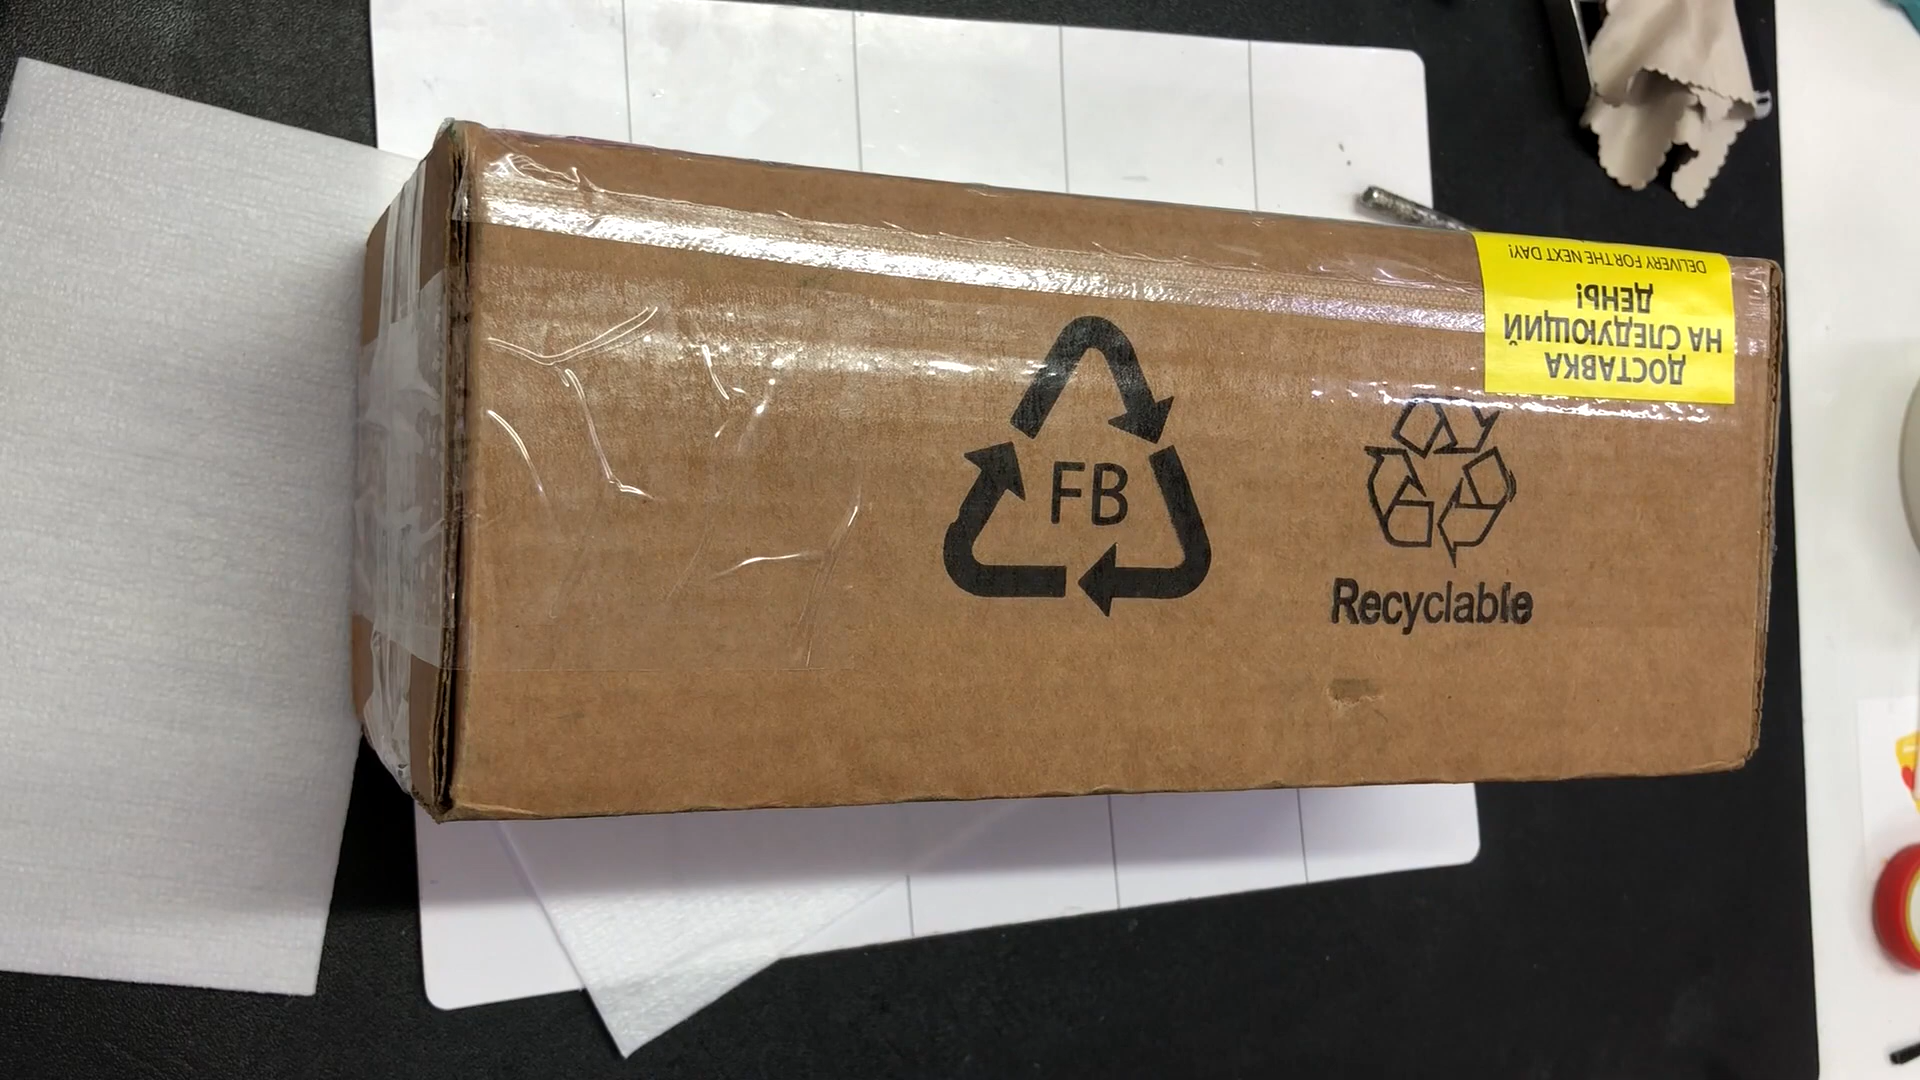 FB
Recyclable
ДОСТАВКА
НА СЛЕДУЮЩИЙ
ДЕНЬ!
DELIVERY FOR THE NEXT DAY!